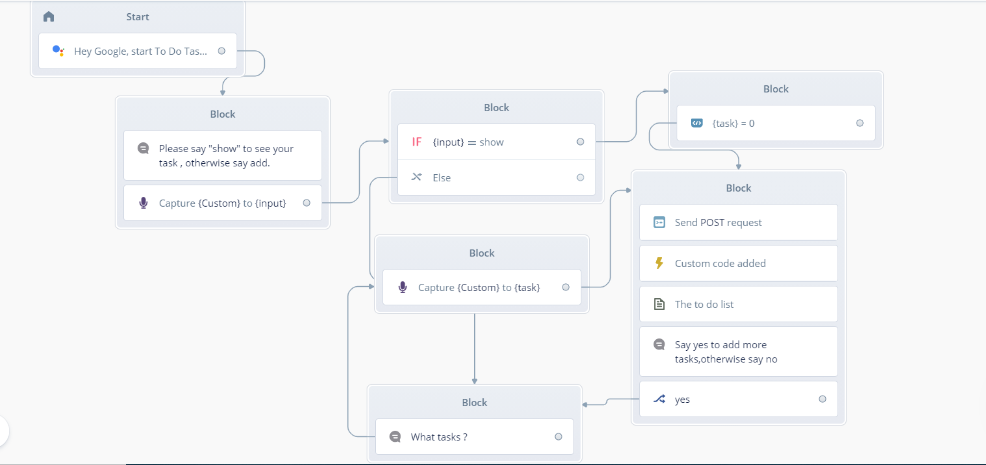 Start
Hey Google, start To Do Tas...
Block
Please say "show" to see your
task , otherwise say add.
Capture {Custom} to {input}
Block
IF {input} = show
Else
Block
{task} = 0
Block
Capture {Custom} to {task}
Block
Send POST request
Custom code added
The to do list
Say yes to add more
tasks,otherwise say no
yes
Block
What tasks ?